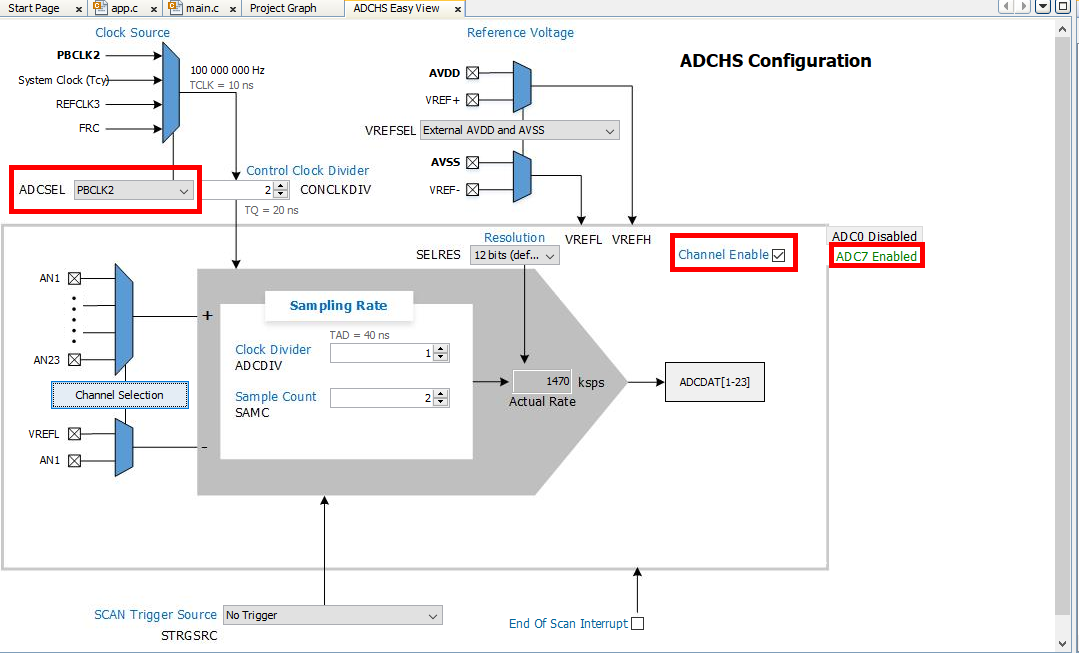 Start Page
app.c
main.c
Project Graph
ADCHS Easy View
Clock Source
Reference Voltage
ADCHS Configuration
PBCLK2
System Clock (Tcy)
REFCLK3
FRC
100 000 000 Hz
TCLK = 10 ns
AVDD
VREF+
VREFSEL
External AVDD and AVSS
AVSS
VREF-
Control Clock Divider
ADCSEL
PBCLK2
2
CONCLKDIV
TQ = 20 ns
Resolution
VREFL
VREFH
SELRES
12 bits (def...
Channel Enable
ADC0 Disabled
ADC7 Enabled
AN1
AN23
Channel Selection
VREFL
AN1
+
-
Sampling Rate
TAD = 40 ns
Clock Divider
1
ADCDIV
Sample Count
2
SAMC
1470
ksps
Actual Rate
ADCDAT[1-23]
SCAN Trigger Source
No Trigger
STRGSRC
End Of Scan Interrupt